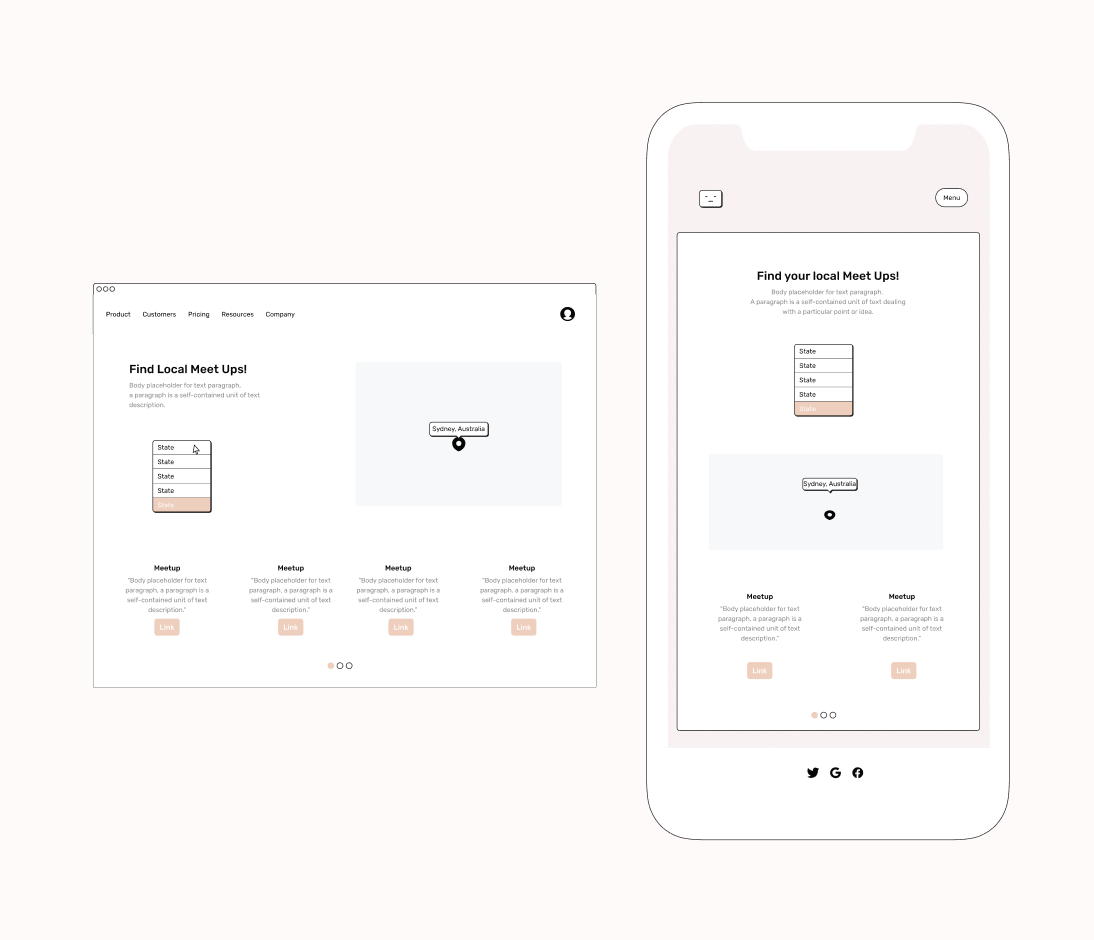 Product Customers Pricing Resources Company
Find Local Meet Ups!
Body placeholder for text paragraph,
a paragraph is a self-contained unit of text
description.
State
State
State
State
State
Sydney, Australia
Meetup
"Body placeholder for text
paragraph, a paragraph is a
self-contained unit of text
description."
Link
Meetup
"Body placeholder for text
paragraph, a paragraph is a
self-contained unit of text
description."
Link
Meetup
"Body placeholder for text
paragraph, a paragraph is a
self-contained unit of text
description."
Link
Meetup
"Body placeholder for text
paragraph, a paragraph is a
self-contained unit of text
description."
Link
Menu
Find your local Meet Ups!
Body placeholder for text paragraph.
A paragraph is a self-contained unit of text dealing
with a particular point or idea.
State
State
State
State
State
Sydney, Australia
Meetup
"Body placeholder for text
paragraph, a paragraph is a
self-contained unit of text
description."
Link
Meetup
"Body placeholder for text
paragraph, a paragraph is a
self-contained unit of text
description."
Link